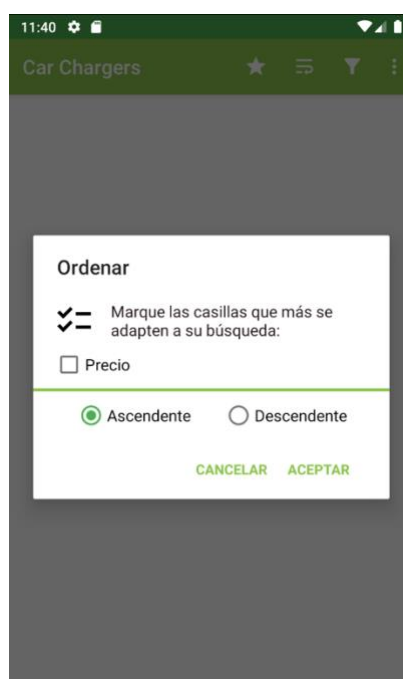 11:40
Car Chargers
Ordenar
Marque las casillas que más se
adapten a su búsqueda:
Precio
Ascendente Descendente
CANCELAR ACEPTAR